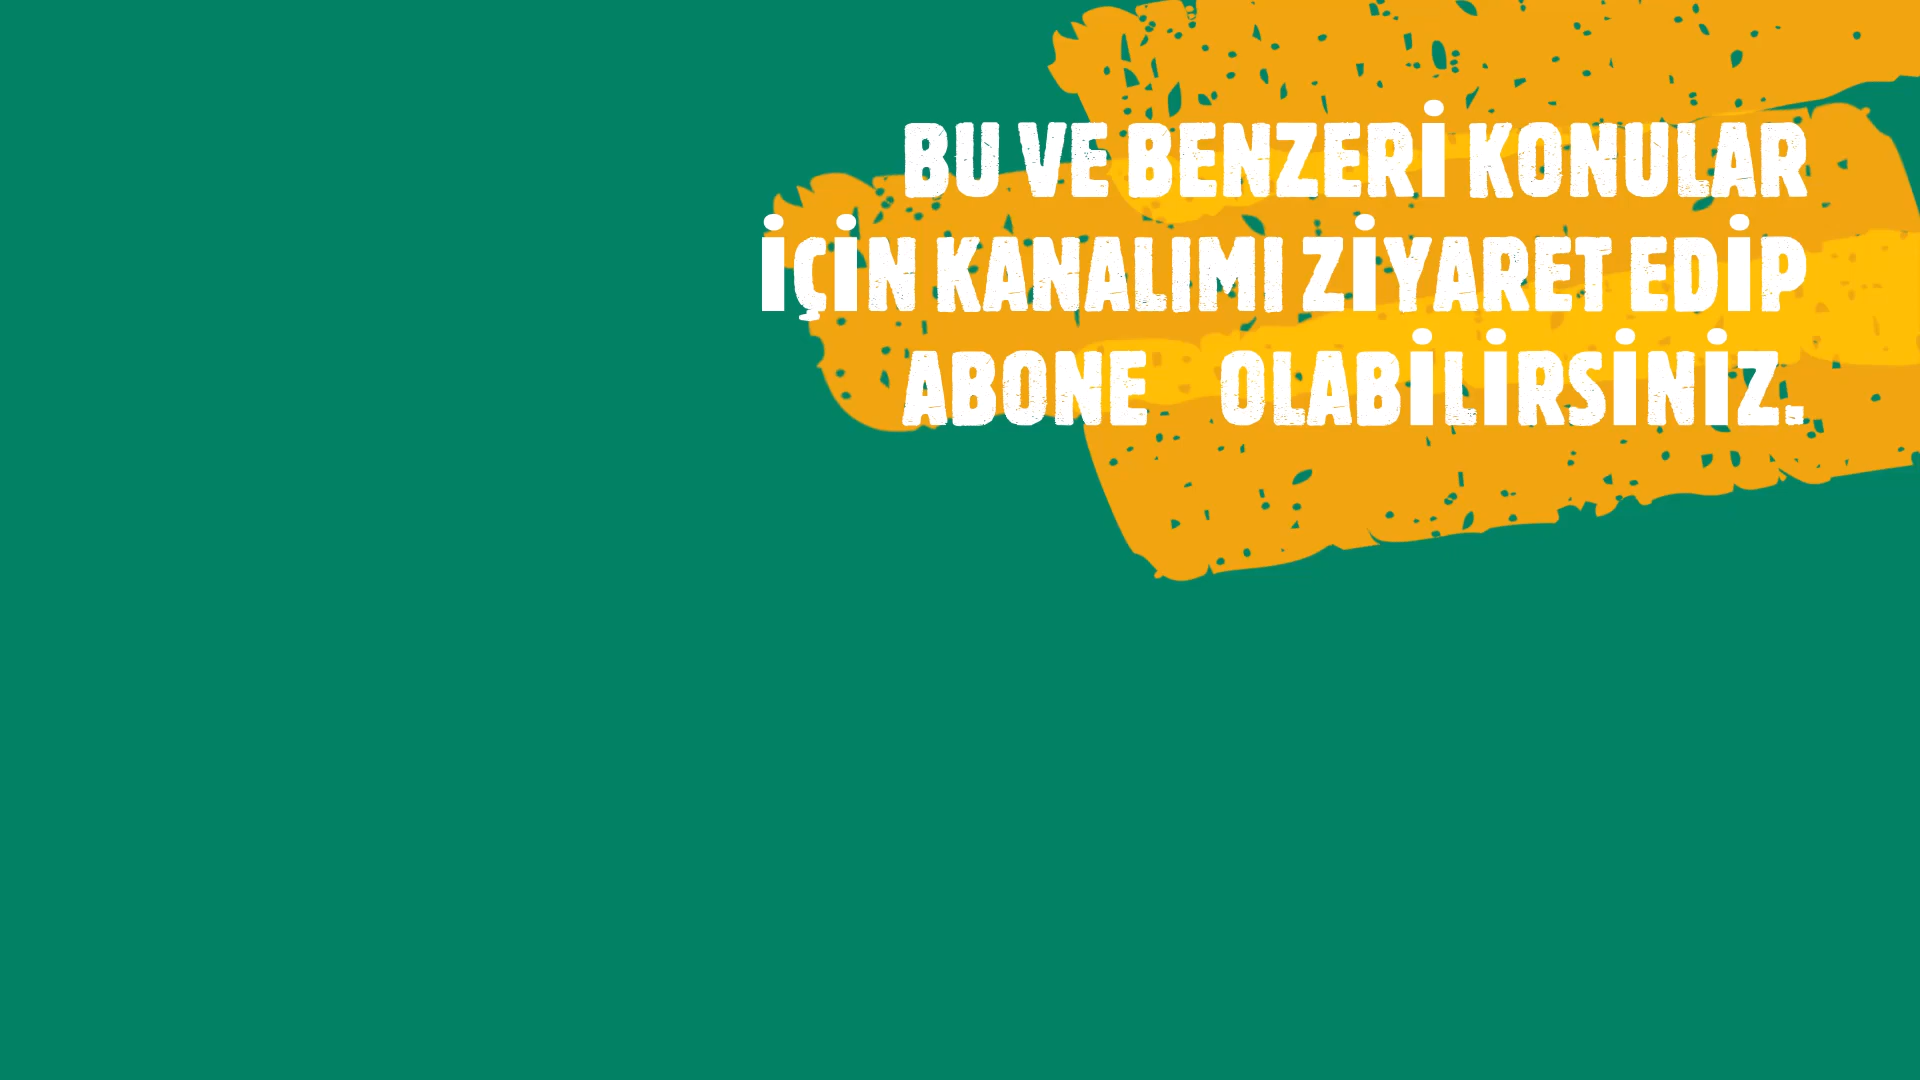 BU VE BENZERİ KONULAR
İÇİN KANALIMI ZİYARET EDİP
ABONE OLABİLİRSİNİZ.